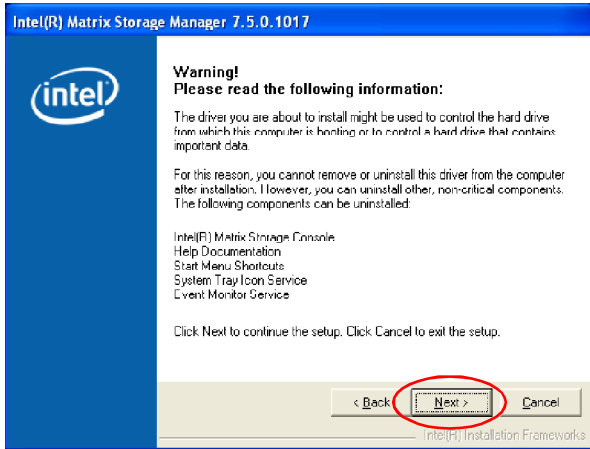 Intel(R) Matrix Storage Manager 7.5.0.1017
intel
Warning!
Please read the following information:
The driver you are about to install might be used to control the hard drive
from which this computer is booting or to control a hard drive that contains
important data.
For this reason, you cannot remove or uninstall this driver from the computer
after installation. However, you can uninstall other, non-critical components.
The following components can be uninstalled:
Intel(R) Matrix Storage Console
Help Documentation
Start Menu Shortcuts
System Tray Icon Service
Event Monitor Service
Click Next to continue the setup. Click Cancel to exit the setup.
< Back
Next >
Cancel
Intel(R) Installation Frameworks